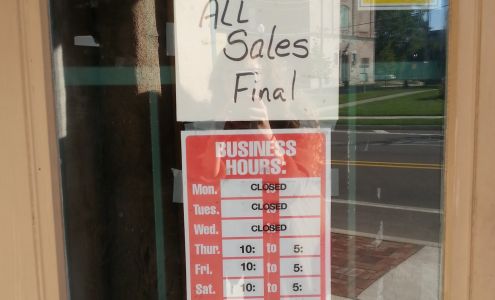 ALL
Sales
Final
BUSINESS
HOURS:
Mon. CLOSED
Tues. CLOSED
Wed. CLOSED
Thur. 10: to 5:
Fri. 10: to 5:
Sat. 10: to 5: